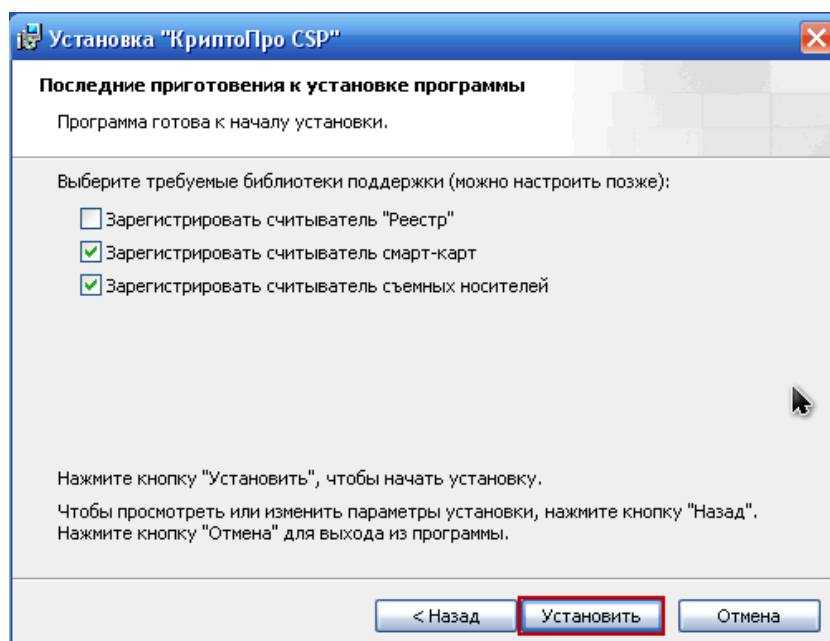 Установка "КриптоПро CSP"
Последние приготовения к установке программы
Программа готова к началу установки.
Выберите требуемые библиотеки поддержки (можно настроить позже):
Зарегистрировать считыватель "Реестр"
Зарегистрировать считыватель смарт-карт
Зарегистрировать считыватель съемных носителей
Нажмите кнопку "Установить", чтобы начать установку.
Чтобы просмотреть или изменить параметры установки, нажмите кнопку "Назад".
Нажмите кнопку "Отмена" для выхода из программы.
< Назад Установить Отмена